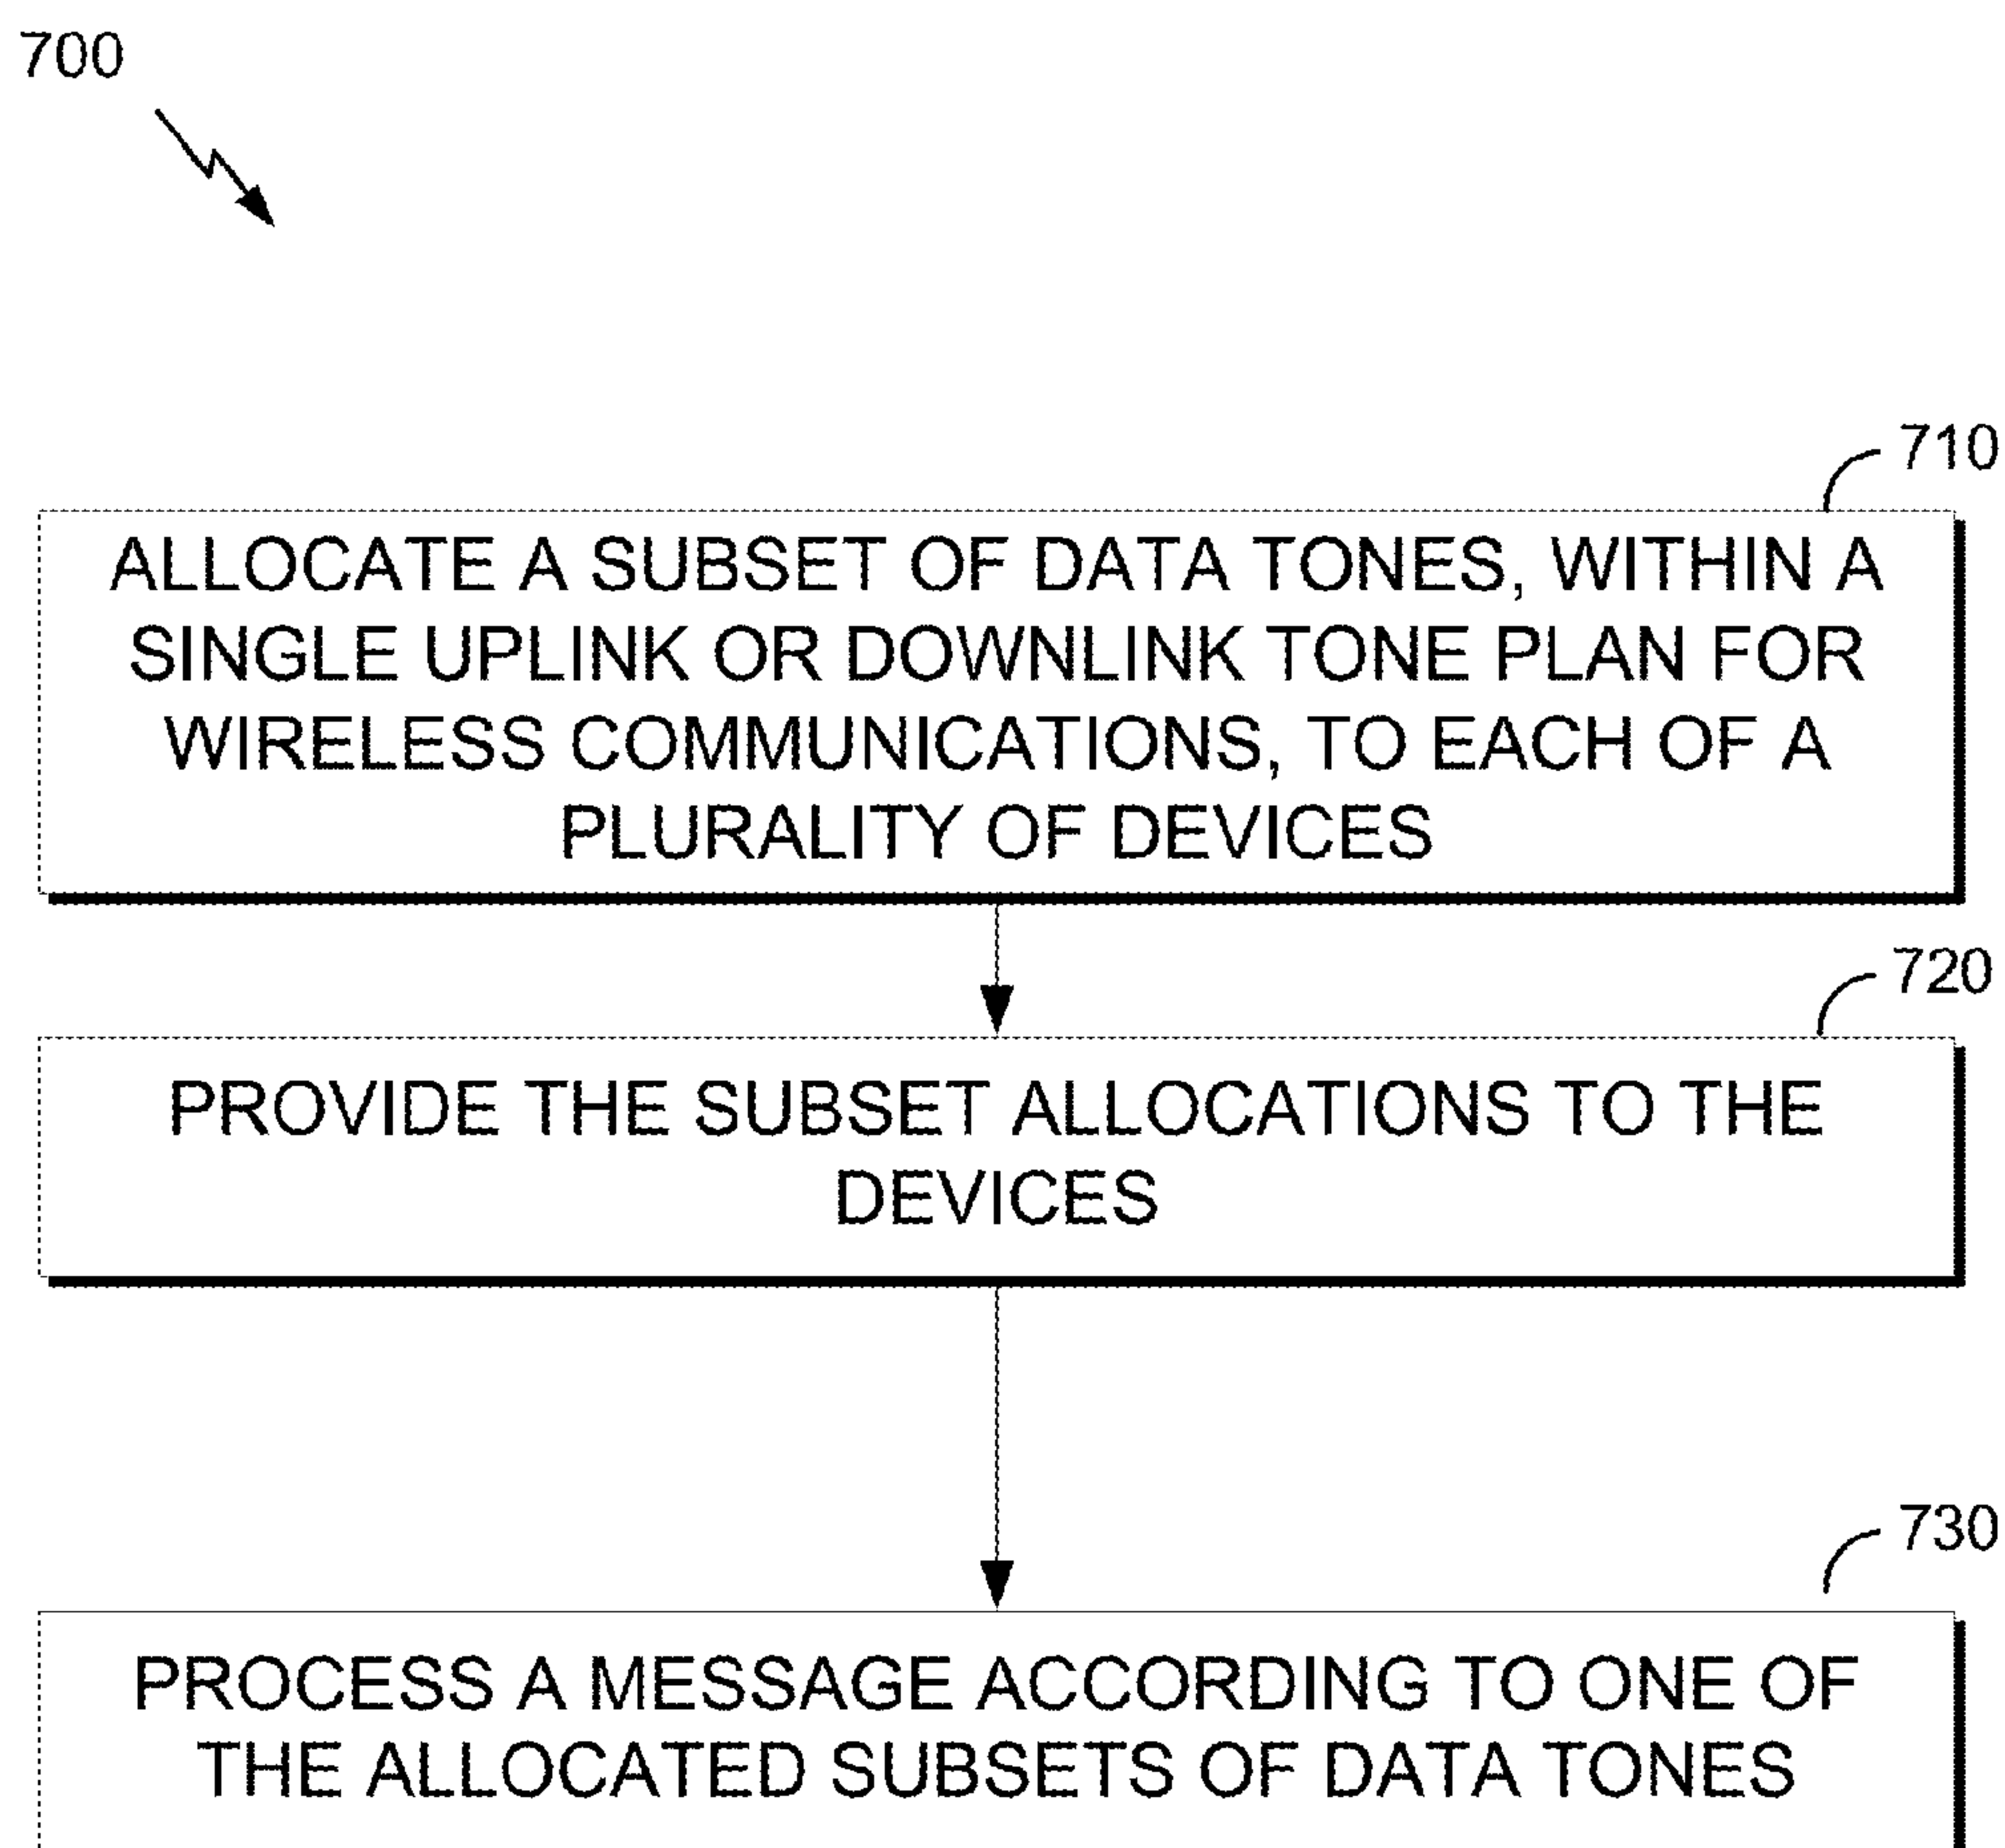 700
710
ALLOCATE A SUBSET OF DATA TONES, WITHIN A
SINGLE UPLINK OR DOWNLINK TONE PLAN FOR
WIRELESS COMMUNICATIONS, TO EACH OF A
PLURALITY OF DEVICES
720
PROVIDE THE SUBSET ALLOCATIONS TO THE
DEVICES
730
PROCESS A MESSAGE ACCORDING TO ONE OF
THE ALLOCATED SUBSETS OF DATA TONES